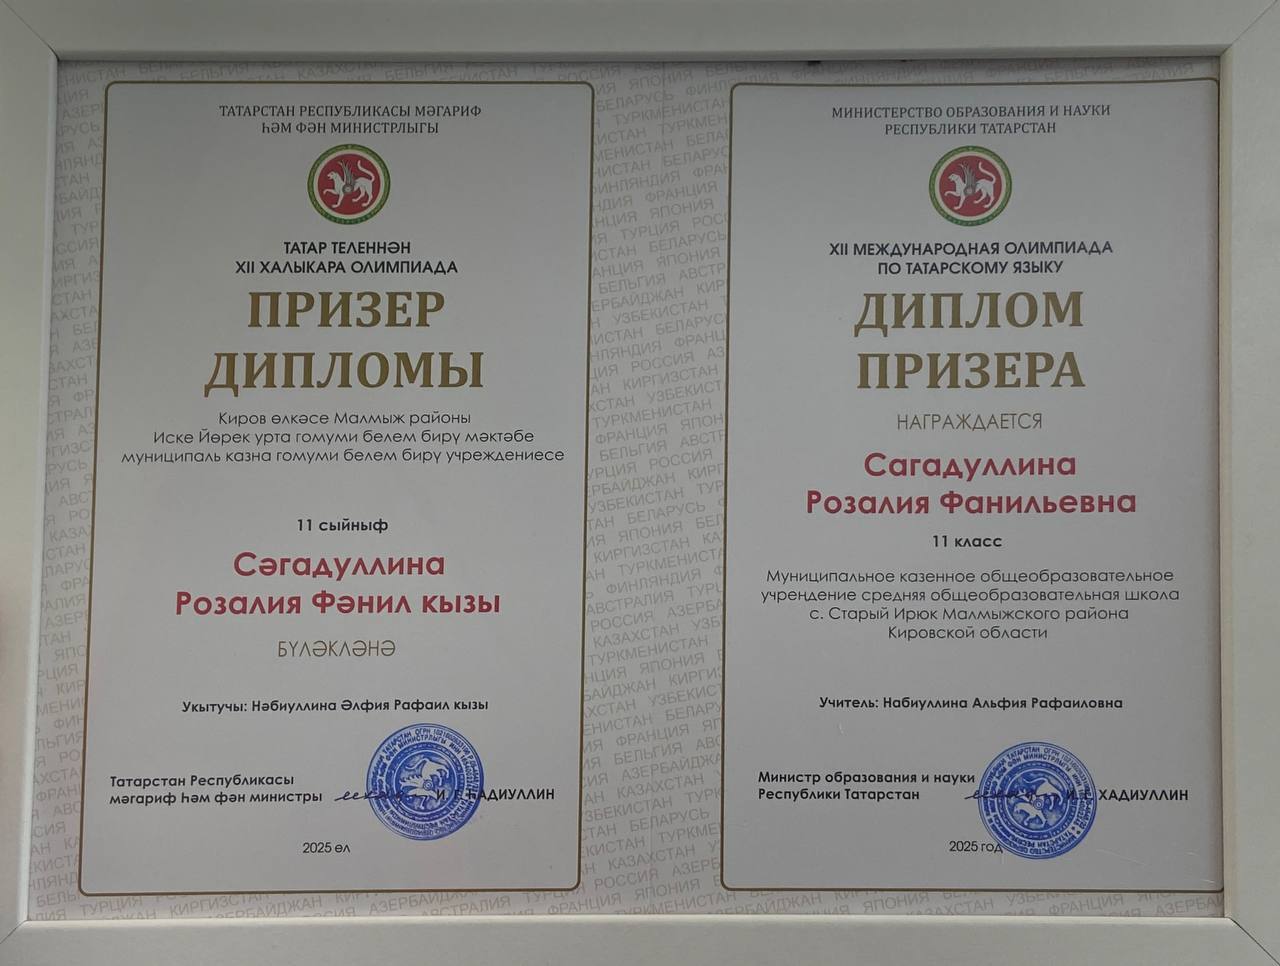 ТАТАРСТАН РЕСПУБЛИКАСЫ МӘГАРИФ
ҺӘМ ФӘН МИНИСТРЛЫГЫ
ТАТАР ТЕЛЕННӘН
XII ХАЛЫКАРА ОЛИМПИАДА
ПРИЗЕР
ДИПЛОМЫ
Киров өлкәсе Малмыж районы
Иске Йөрек урта гомуми белем бирү мәктәбе
муниципаль казна гомуми белем бирү учреждениесе
11 сыйныф
Сәгадуллина
Розалия Фәнил кызы
БҮЛӘКЛӘНӘ
Укытучы: Нәбиуллина Әлфия Рафаил кызы
Татарстан Республикасы
мәгариф һәм фән министры И. Г. ҺАДИУЛЛИН
2025 ел
МИНИСТЕРСТВО ОБРАЗОВАНИЯ И НАУКИ
РЕСПУБЛИКИ ТАТАРСТАН
XII МЕЖДУНАРОДНАЯ ОЛИМПИАДА
ПО ТАТАРСКОМУ ЯЗЫКУ
ДИПЛОМ
ПРИЗЕРА
НАГРАЖДАЕТСЯ
Сагадуллина
Розалия Фанильевна
11 класс
Муниципальное казенное общеобразовательное
учрендение средняя общеобразовательная школа
с. Старый Ирюк Малмыжского района
Кировской области
Учитель: Набиуллина Альфия Рафаиловна
Министр образования и науки
Республики Татарстан И. Г. ХАДИУЛЛИН
2025 год